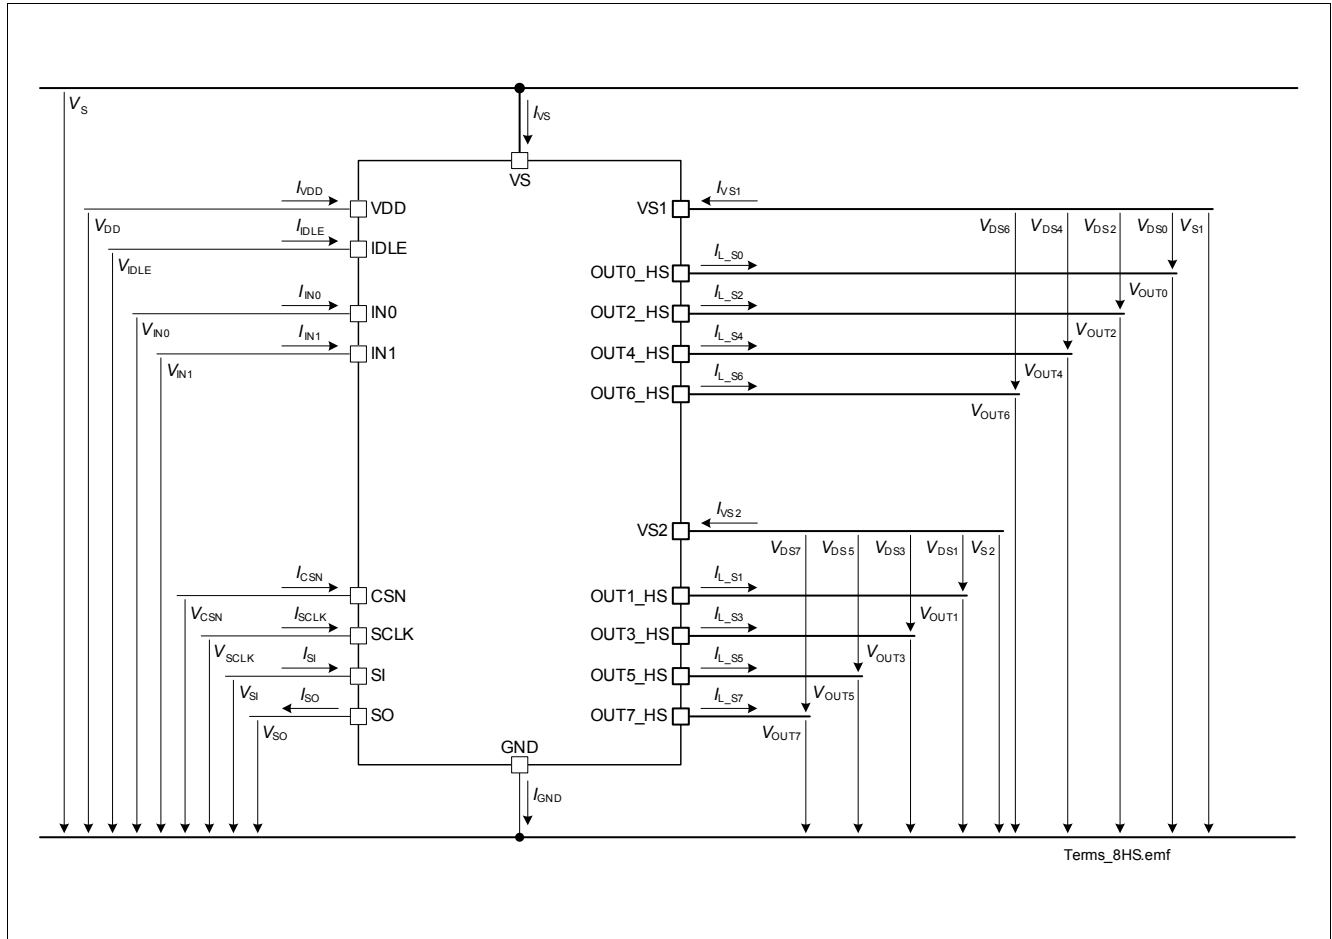 VS
IVS
VS
IVDD
VDD
VS1
IVS1
VDD
IIDLE
IDLE
VDS6
VDS4
VDS2
VDS0
VS1
VIDLE
OUT0_HS
IL_S0
IIN0
IN0
OUT2_HS
IL_S2
VOUT0
VIN0
IIN1
IN1
OUT4_HS
IL_S4
VOUT2
VIN1
OUT6_HS
IL_S6
VOUT4
VOUT6
VS2
IVS2
VDS7
VDS5
VDS3
VDS1
VS2
ICSN
CSN
OUT1_HS
IL_S1
VCSN
ISCLK
SCLK
OUT3_HS
IL_S3
VOUT1
VSCLK
ISI
SI
OUT5_HS
IL_S5
VOUT3
VSI
ISO
SO
OUT7_HS
IL_S7
VOUT5
VSO
VOUT7
GND
IGND
Terms_8HS.emf